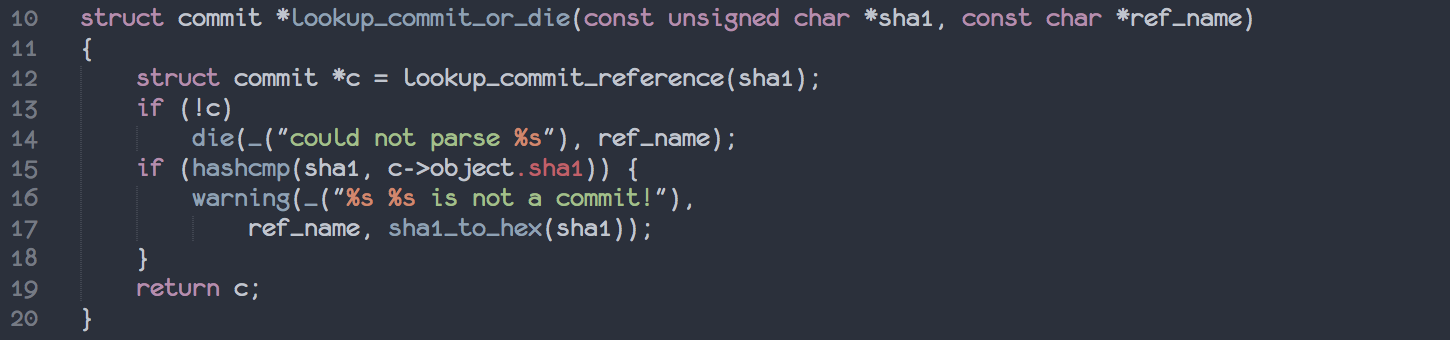 10 struct commit *lookup_commit_or_die(const unsigned char *sha1, const char *ref_name)
11 {
12     struct commit *c = lookup_commit_reference(sha1);
13     if (!c)
14         die(_("could not parse %s"), ref_name);
15     if (hashcmp(sha1, c->object.sha1)) {
16         warning(_("%s %s is not a commit!"),
17             ref_name, sha1_to_hex(sha1));
18     }
19     return c;
20 }